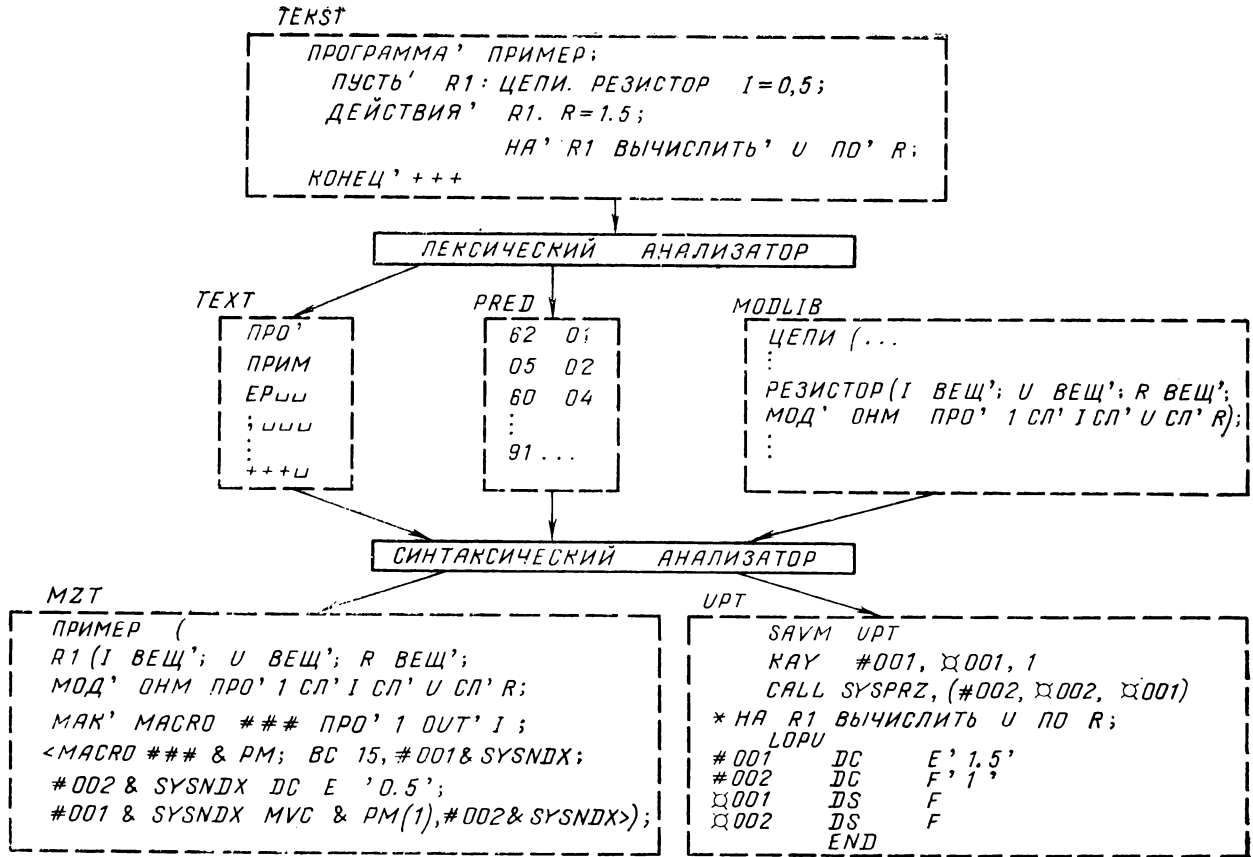 TEKST
ПРОГРАММА' ПРИМЕР;
ПУСТЬ' R1: ЦЕПИ. РЕЗИСТОР I=0,5;
ДЕЙСТВИЯ' R1. R=1.5;
НА' R1 ВЫЧИСЛИТЬ' U ПО' R;
КОНЕЦ' +++
ЛЕКСИЧЕСКИЙ АНАЛИЗАТОР
TEXT
ПРО'
ПРИМ
ЕР␣␣
;␣␣␣
⋮
+++␣
PRED
62 01
05 02
60 04
⋮
91 ...
MODLIB
ЦЕПИ (...
⋮
РЕЗИСТОР(I ВЕЩ'; U ВЕЩ'; R ВЕЩ';
МОД' ОНМ ПРО' 1 СЛ' I СЛ' U СЛ' R);
⋮
СИНТАКСИЧЕСКИЙ АНАЛИЗАТОР
MZT
ПРИМЕР (
R1 (I ВЕЩ'; U ВЕЩ'; R ВЕЩ';
МОД' ОНМ ПРО' 1 СЛ' I СЛ' U СЛ' R;
МАК' MACRO ### ПРО' 1 OUT' I ;
<MACRO ### & PM; BC 15, #001& SYSNDX;
#002 & SYSNDX DC E '0.5';
#001 & SYSNDX MVC & PM(1), #002& SYSNDX>);
UPT
SAVM UPT
KAY #001, ¤001, 1
CALL SYSPRZ, (#002, ¤002, ¤001)
* НА R1 ВЫЧИСЛИТЬ U ПО R;
LOPU
#001 DC E' 1.5'
#002 DC F' 1'
¤001 DS F
¤002 DS F
END